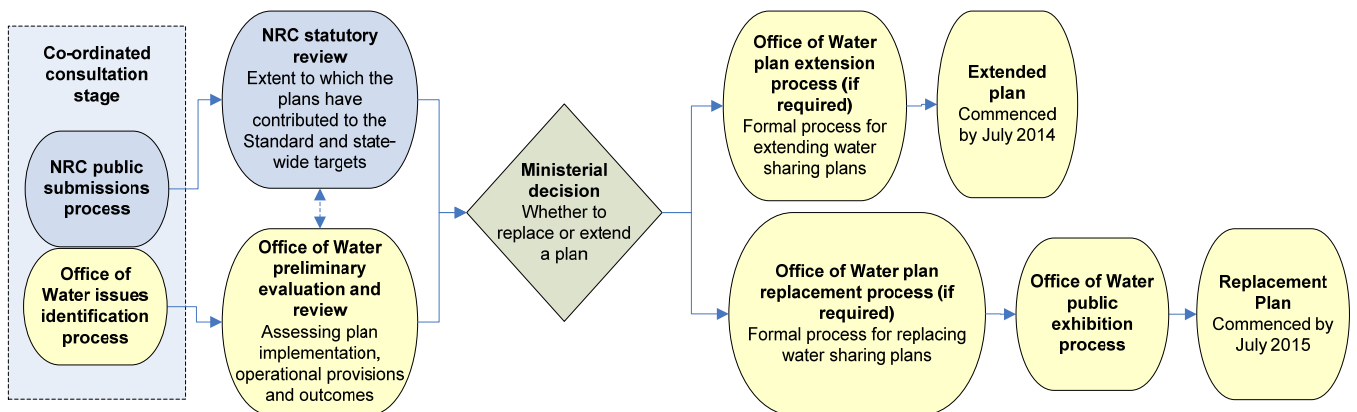 Co-ordinated
consultation
stage
NRC public
submissions
process
Office of
Water issues
identification
process
NRC statutory
review
Extent to which the
plans have
contributed to the
Standard and state-
wide targets
Office of Water
preliminary
evaluation and
review
Assessing plan
implementation,
operational provisions
and outcomes
Ministerial
decision
Whether to
replace or extend
a plan
Office of Water
plan extension
process (if
required)
Formal process for
extending water
sharing plans
Extended
plan
Commenced
by July 2014
Office of Water plan
replacement process (if
required)
Formal process for replacing
water sharing plans
Office of Water
public
exhibition
process
Replacement
Plan
Commenced by
July 2015